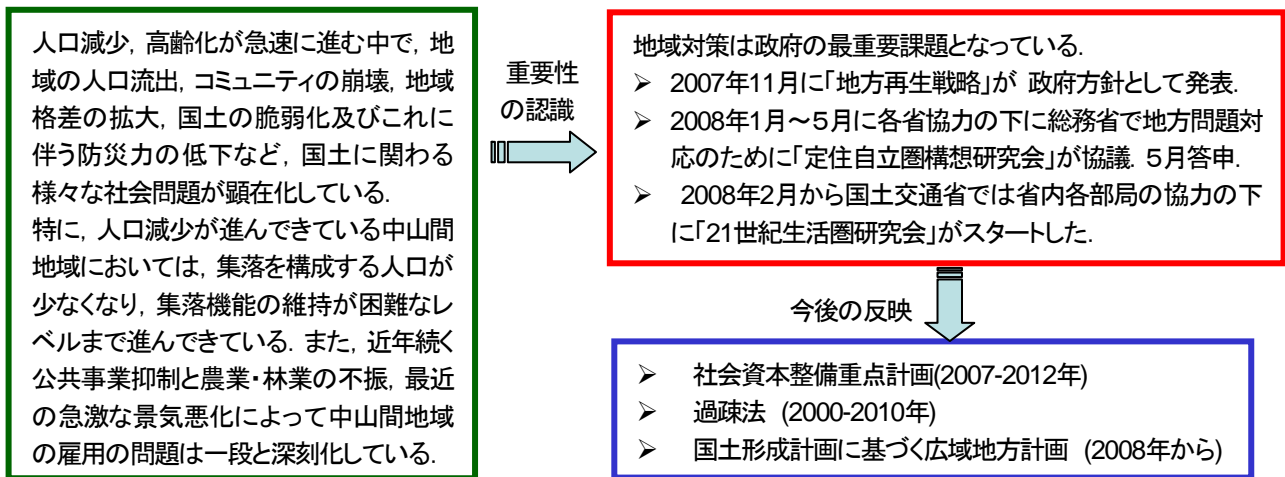 人口減少, 高齢化が急速に進む中で, 地
域の人口流出, コミュニティの崩壊, 地域
格差の拡大, 国土の脆弱化及びこれに
伴う防災力の低下など, 国土に関わる
様々な社会問題が顕在化している.
特に, 人口減少が進んできている中山間
地域においては, 集落を構成する人口が
少なくなり, 集落機能の維持が困難なレ
ベルまで進んできている. また, 近年続く
公共事業抑制と農業・林業の不振, 最近
の急激な景気悪化によって中山間地域
の雇用の問題は一段と深刻化している.
重要性
の認識
地域対策は政府の最重要課題となっている.
➢ 2007年11月に「地方再生戦略」が 政府方針として発表.
➢ 2008年1月～5月に各省協力の下に総務省で地方問題対
応のために「定住自立圏構想研究会」が協議. 5月答申.
➢ 2008年2月から国土交通省では省内各部局の協力の下
に「21世紀生活圏研究会」がスタートした.
今後の反映
➢ 社会資本整備重点計画(2007-2012年)
➢ 過疎法 (2000-2010年)
➢ 国土形成計画に基づく広域地方計画 (2008年から)